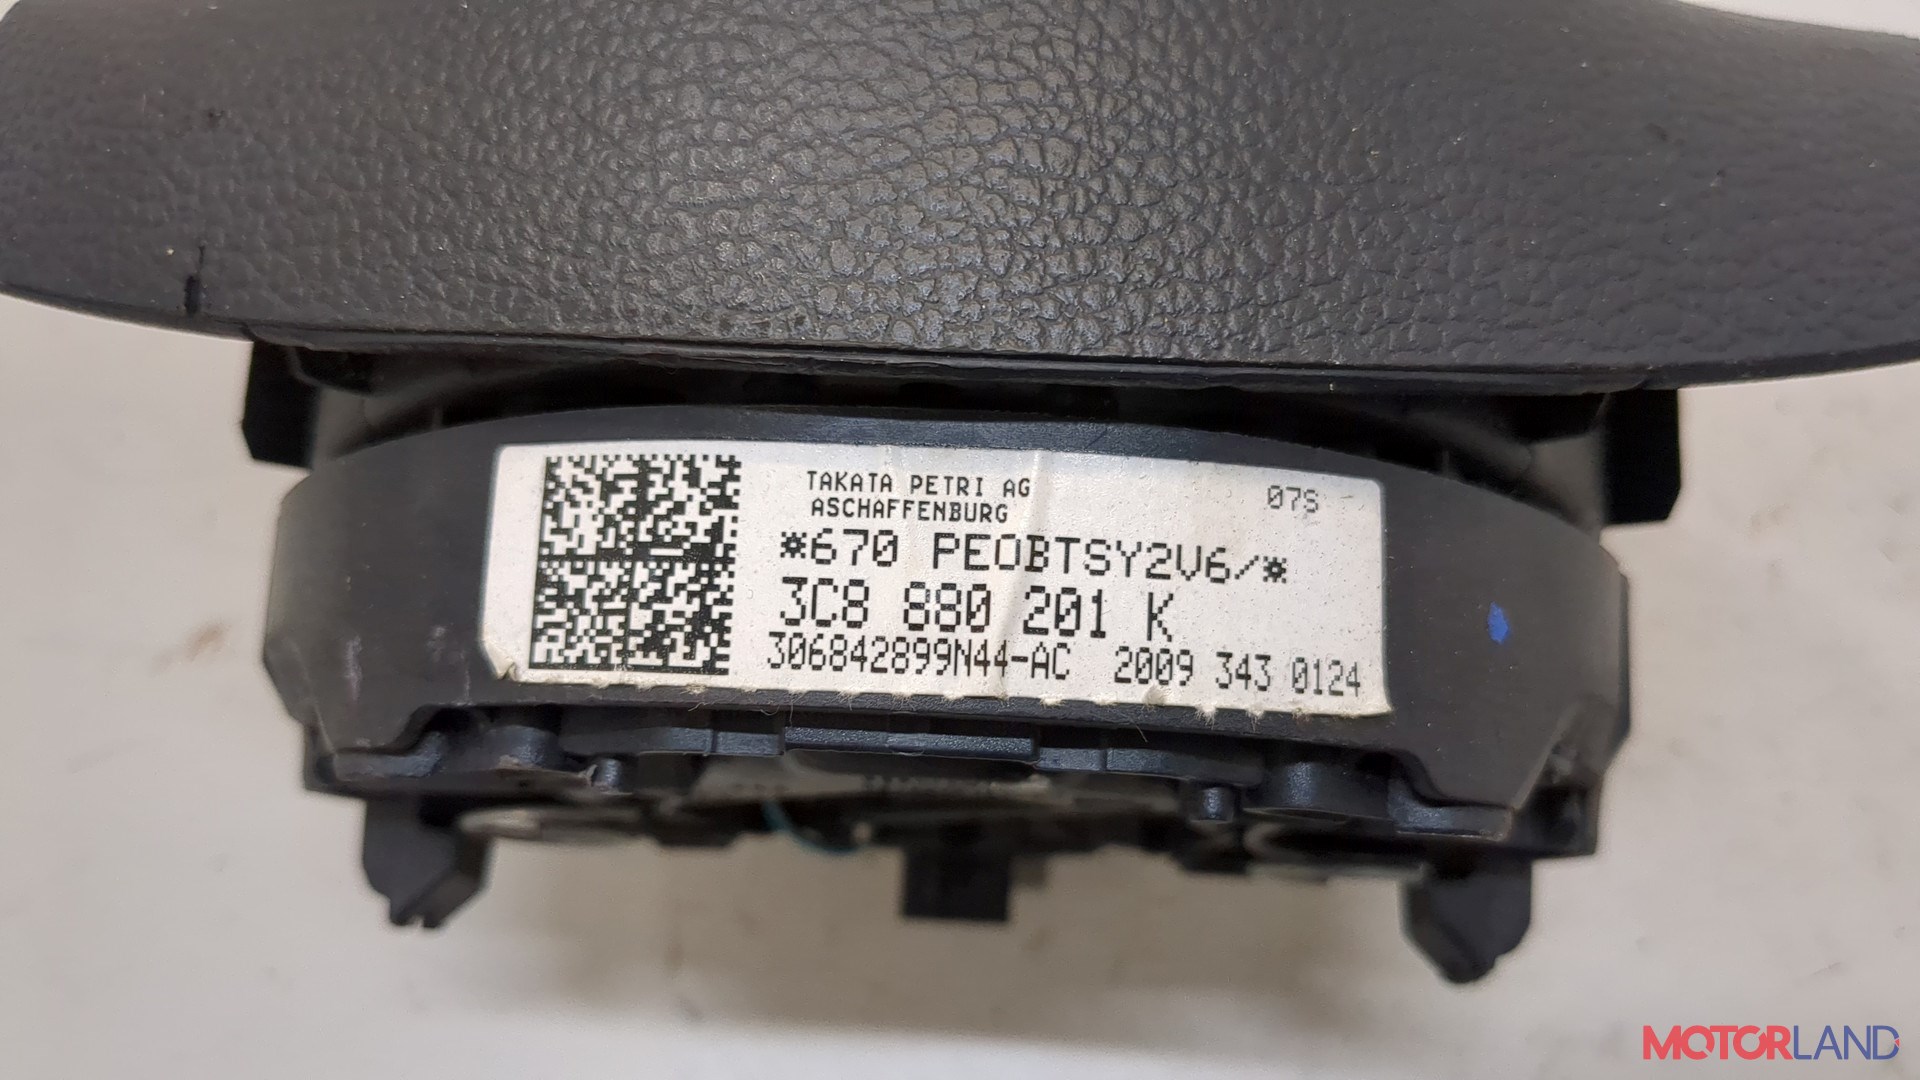 TAKATA PETRI AG
ASCHAFFENBURG
07S
*670 PEOBTSY2V6/*
3C8 880 201 K
306842899N44-AC 2009 343 0124
MOTORLAND